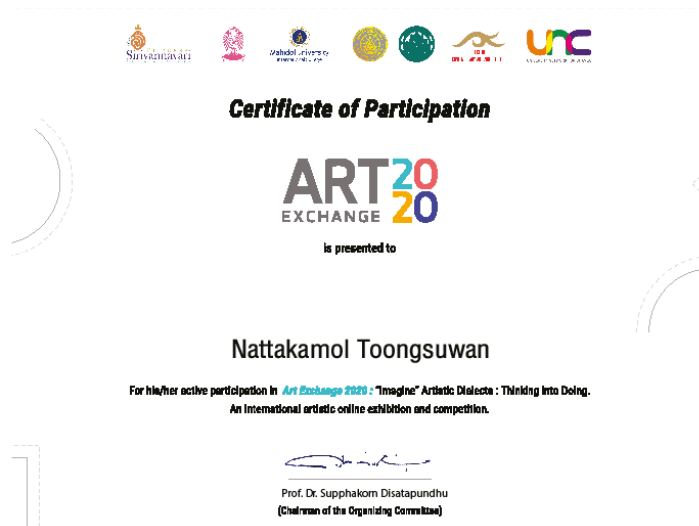 Sirivannavari
Mahidol University
unc
Certificate of Participation
ART 2020
EXCHANGE
is presented to
Nattakamol Toongsuwan
For his/her active participation in Art Exchange 2020 : "Imagine" Artistic Dialects : Thinking into Doing.
An international artistic online exhibition and competition.
Prof. Dr. Supphakorn Disatapundhu
(Chairman of the Organizing Committee)